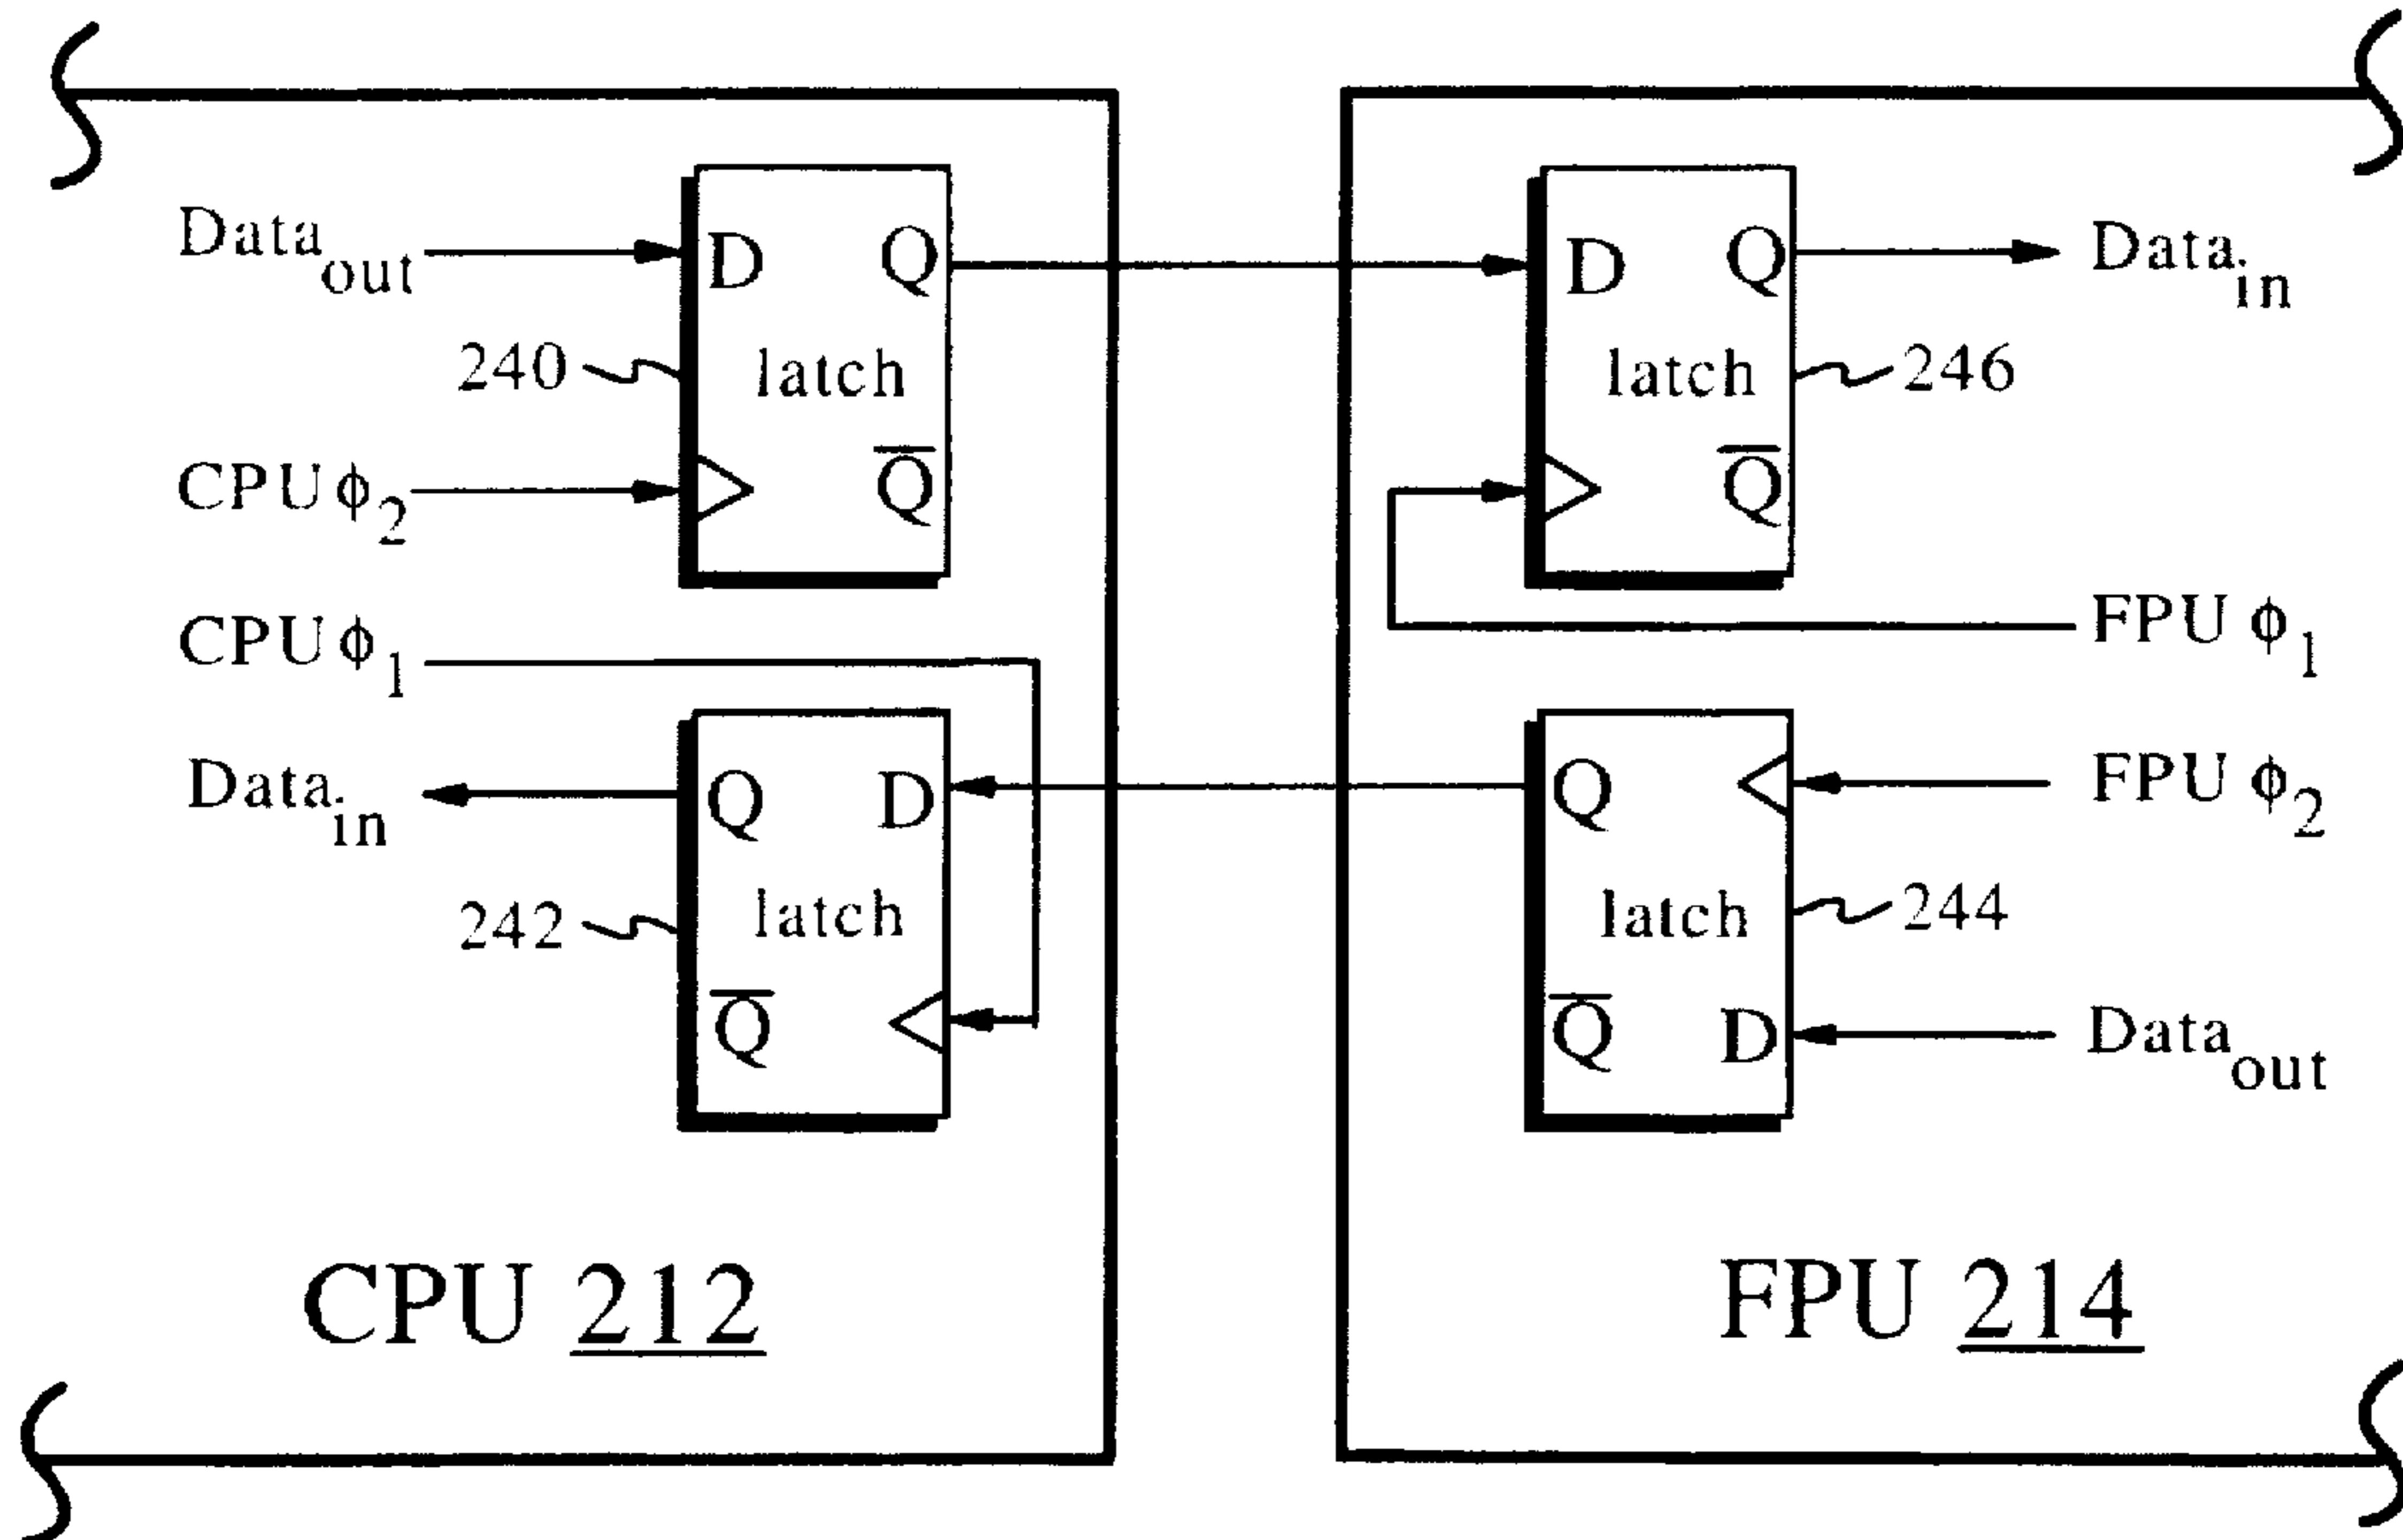 Data_out D Q D Q Data_in
240 latch latch 246
CPU ϕ_2 Q̅ Q̅
CPU ϕ_1 FPU ϕ_1
Data_in Q D Q FPU ϕ_2
242 latch latch 244
Q̅ Q̅ D Data_out
CPU 212 FPU 214